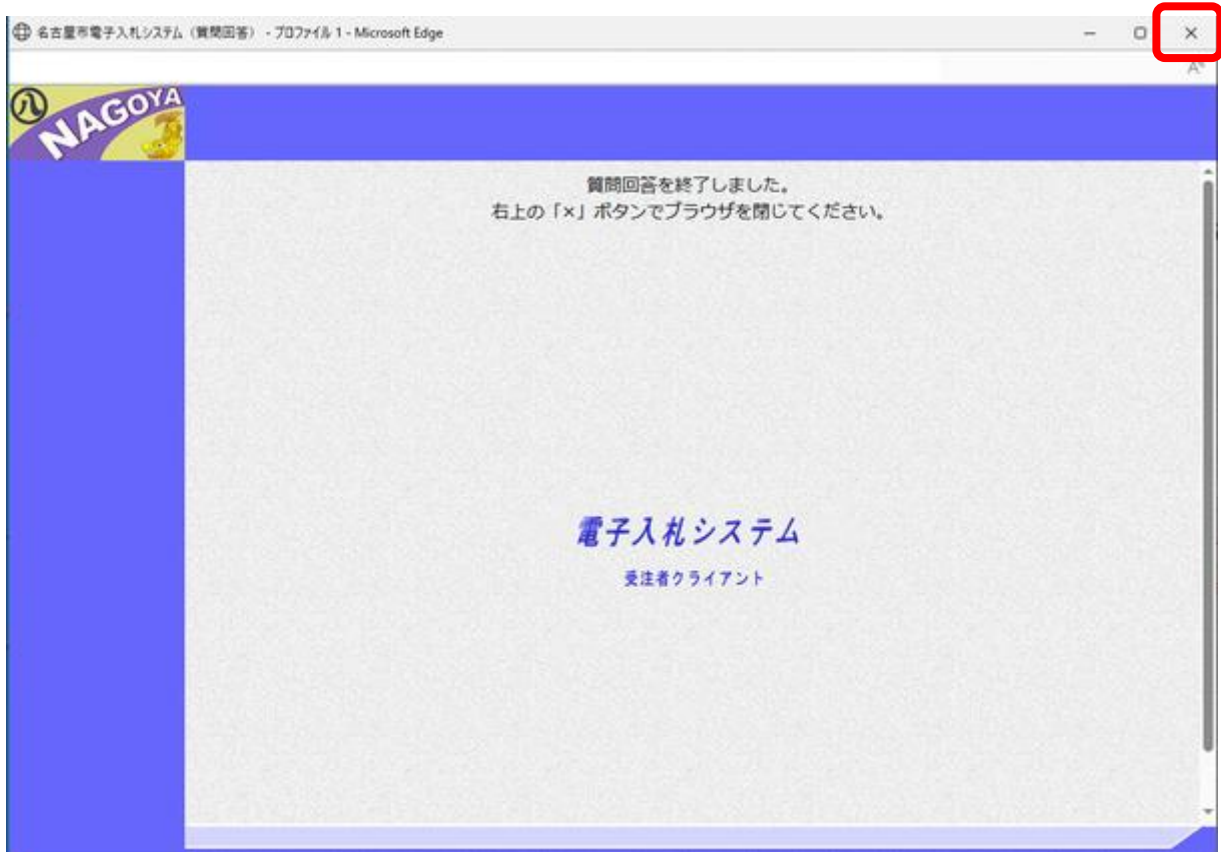 名古屋市電子入札システム（質問回答） - プロファイル 1 - Microsoft Edge
A
八 NAGOYA
質問回答を終了しました。
右上の「×」ボタンでブラウザを閉じてください。
電子入札システム
受注者クライアント